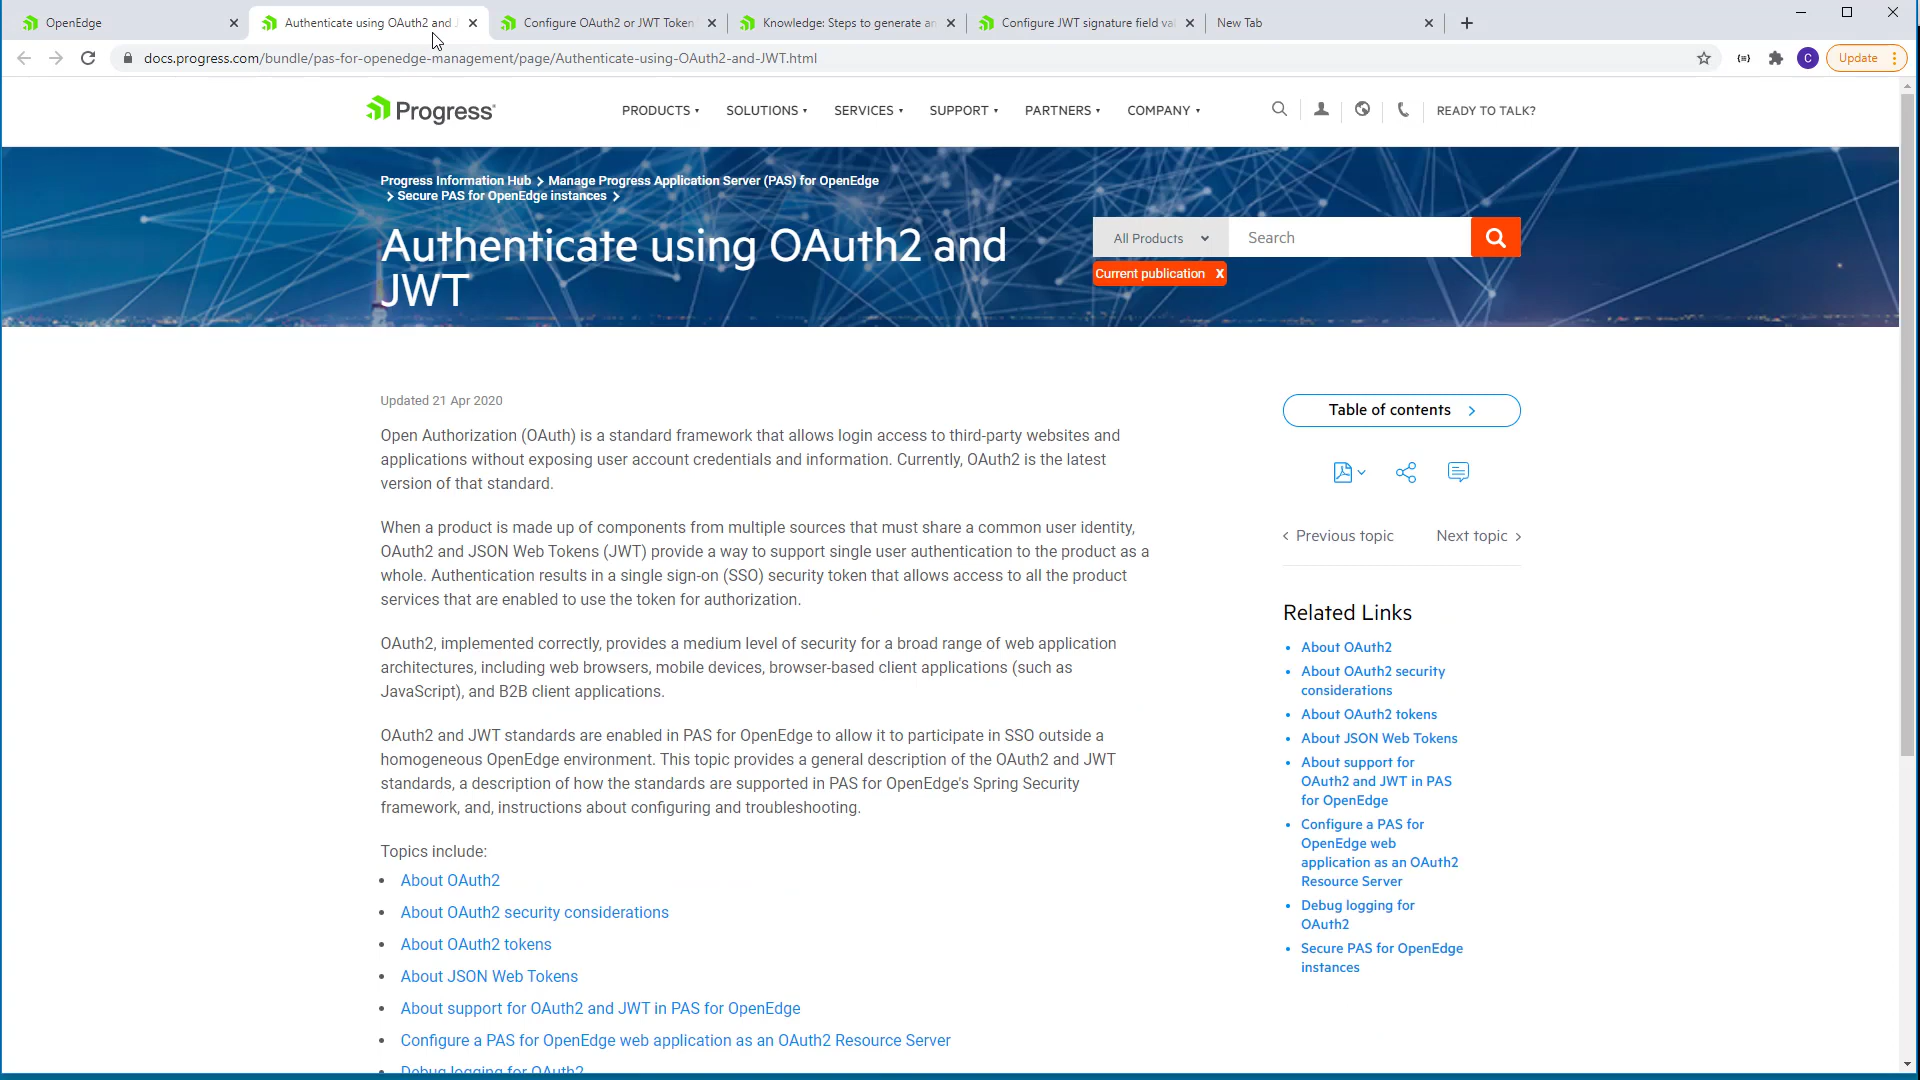 OpenEdge
Authenticate using OAuth2 and J
Configure OAuth2 or JWT Token
Knowledge: Steps to generate an
Configure JWT signature field va
New Tab
docs.progress.com/bundle/pas-for-openedge-management/page/Authenticate-using-OAuth2-and-JWT.html
C
Update
Progress
PRODUCTS
SOLUTIONS
SERVICES
SUPPORT
PARTNERS
COMPANY
READY TO TALK?
Progress Information Hub > Manage Progress Application Server (PAS) for OpenEdge
> Secure PAS for OpenEdge instances >
Authenticate using OAuth2 and
JWT
All Products
Search
Current publication X
Updated 21 Apr 2020
Open Authorization (OAuth) is a standard framework that allows login access to third-party websites and
applications without exposing user account credentials and information. Currently, OAuth2 is the latest
version of that standard.
When a product is made up of components from multiple sources that must share a common user identity,
OAuth2 and JSON Web Tokens (JWT) provide a way to support single user authentication to the product as a
whole. Authentication results in a single sign-on (SSO) security token that allows access to all the product
services that are enabled to use the token for authorization.
OAuth2, implemented correctly, provides a medium level of security for a broad range of web application
architectures, including web browsers, mobile devices, browser-based client applications (such as
JavaScript), and B2B client applications.
OAuth2 and JWT standards are enabled in PAS for OpenEdge to allow it to participate in SSO outside a
homogeneous OpenEdge environment. This topic provides a general description of the OAuth2 and JWT
standards, a description of how the standards are supported in PAS for OpenEdge's Spring Security
framework, and, instructions about configuring and troubleshooting.
Topics include:
• About OAuth2
• About OAuth2 security considerations
• About OAuth2 tokens
• About JSON Web Tokens
• About support for OAuth2 and JWT in PAS for OpenEdge
• Configure a PAS for OpenEdge web application as an OAuth2 Resource Server
• Debug logging for OAuth2
Table of contents >
< Previous topic
Next topic >
Related Links
• About OAuth2
• About OAuth2 security
considerations
• About OAuth2 tokens
• About JSON Web Tokens
• About support for
OAuth2 and JWT in PAS
for OpenEdge
• Configure a PAS for
OpenEdge web
application as an OAuth2
Resource Server
• Debug logging for
OAuth2
• Secure PAS for OpenEdge
instances